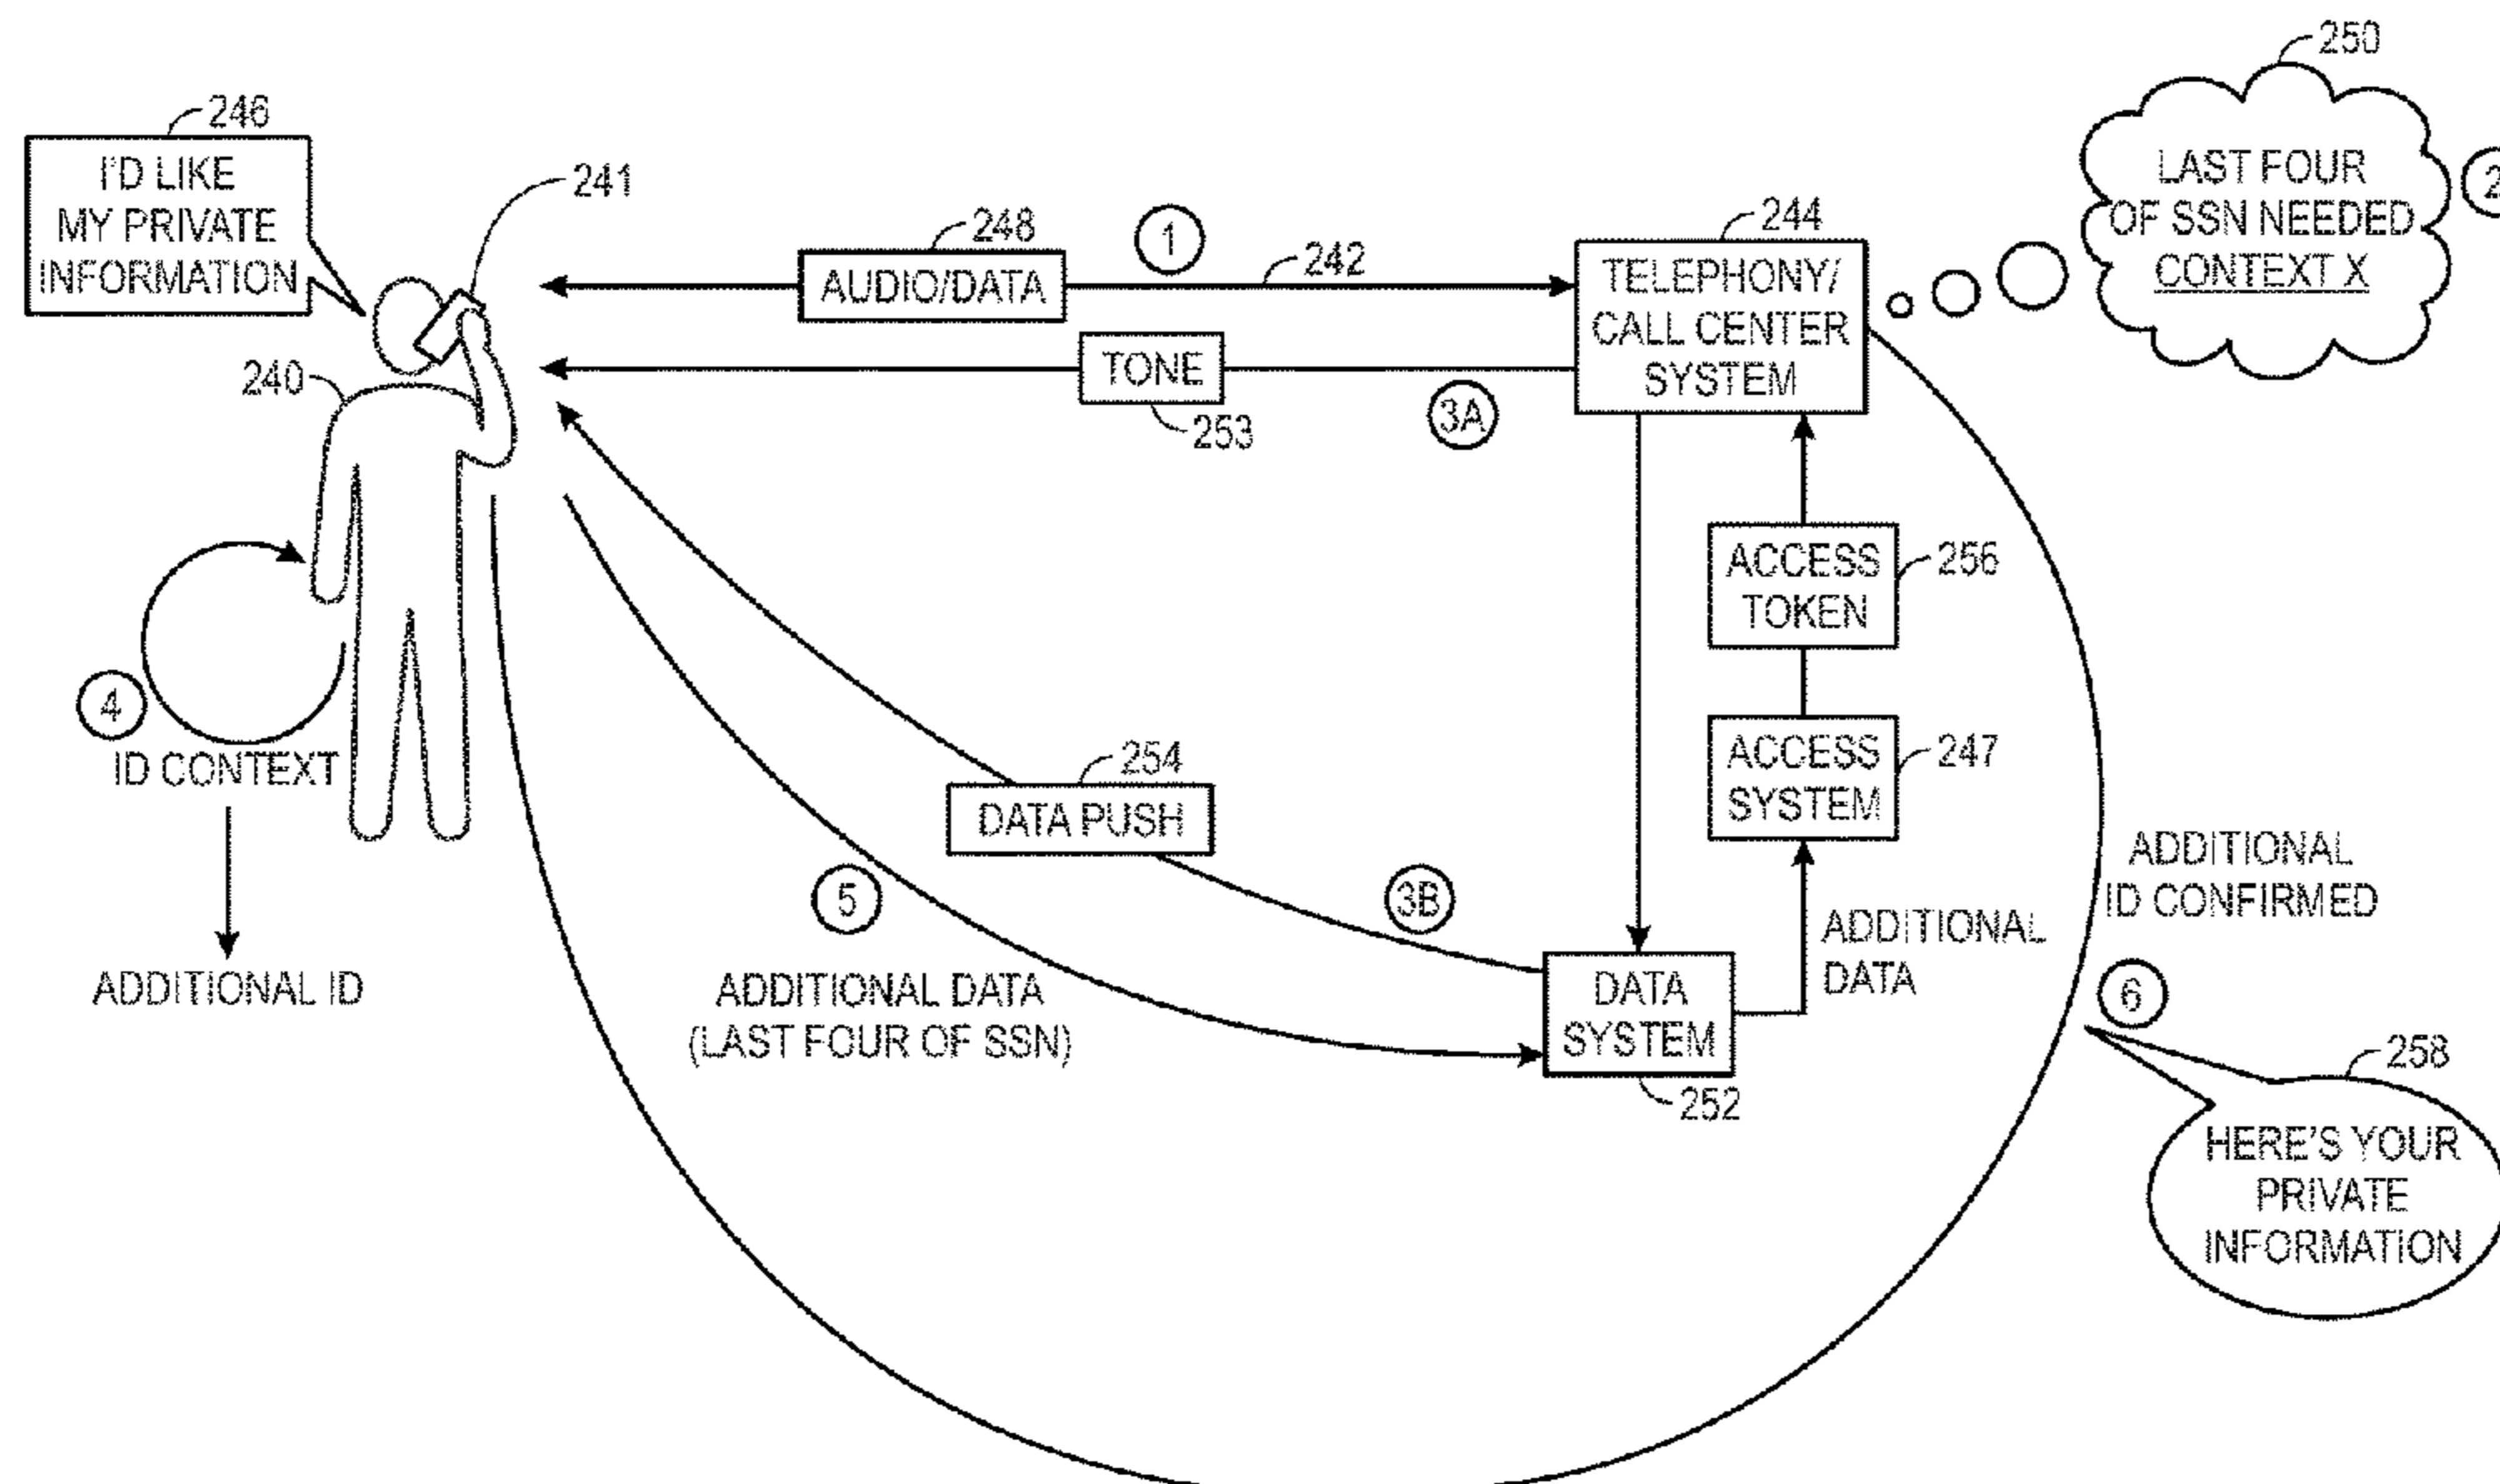 250
246
I'D LIKE
MY PRIVATE
INFORMATION
241
248
AUDIO/DATA
1
242
244
TELEPHONY/
CALL CENTER
SYSTEM
LAST FOUR
OF SSN NEEDED
CONTEXT X
2
240
TONE
253
3A
ACCESS
TOKEN
256
4
ID CONTEXT
ADDITIONAL ID
254
DATA PUSH
ACCESS
SYSTEM
247
5
3B
ADDITIONAL DATA
(LAST FOUR OF SSN)
ADDITIONAL
DATA
DATA
SYSTEM
252
ADDITIONAL
ID CONFIRMED
6
258
HERE'S YOUR
PRIVATE
INFORMATION